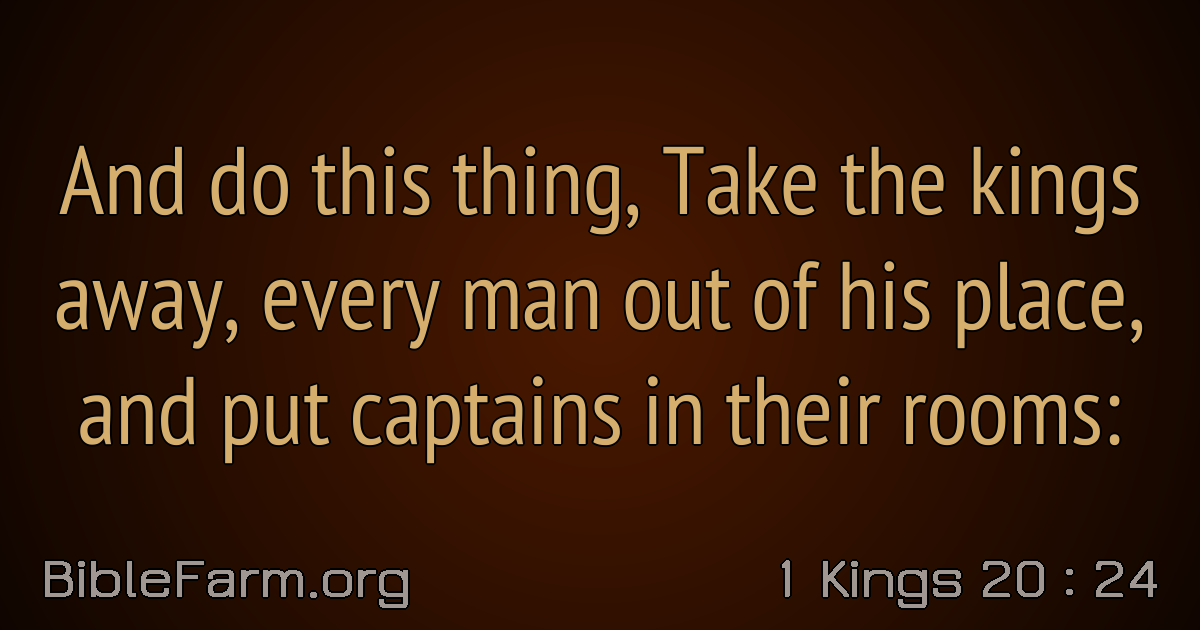 And do this thing, Take the kings
away, every man out of his place,
and put captains in their rooms:
BibleFarm.org
1 Kings 20 : 24